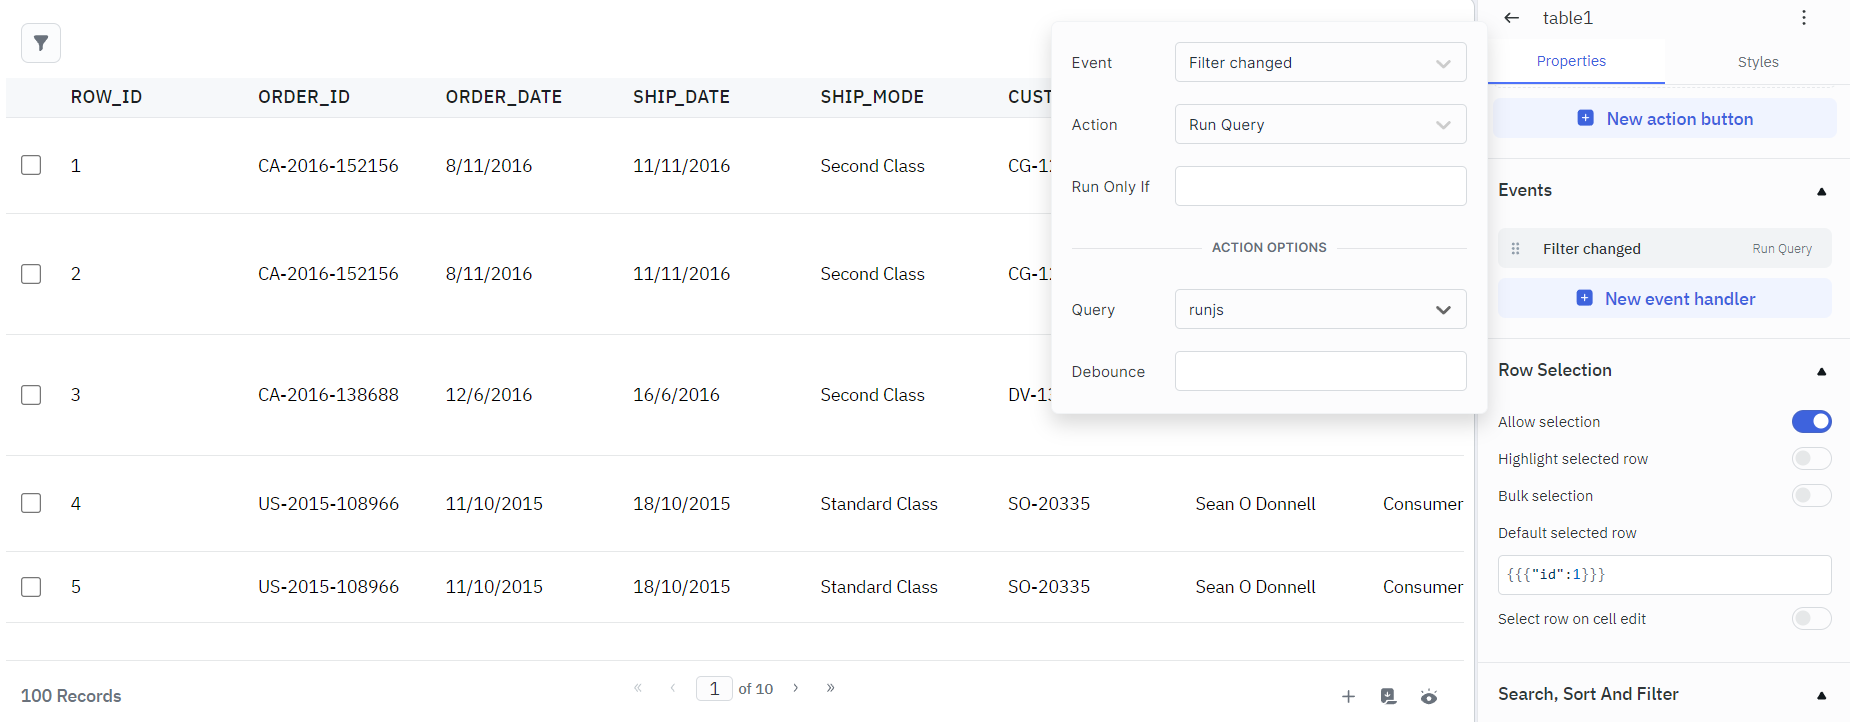 table1
Properties Styles
New action button
Events
Filter changed Run Query
New event handler
Row Selection
Allow selection
Highlight selected row
Bulk selection
Default selected row
{{{"id":1}}}
Select row on cell edit
Search, Sort And Filter
Event Filter changed
Action Run Query
Run Only If
ACTION OPTIONS
Query runjs
Debounce
ROW_ID ORDER_ID ORDER_DATE SHIP_DATE SHIP_MODE CUST
1 CA-2016-152156 8/11/2016 11/11/2016 Second Class CG-12
2 CA-2016-152156 8/11/2016 11/11/2016 Second Class CG-12
3 CA-2016-138688 12/6/2016 16/6/2016 Second Class DV-13
4 US-2015-108966 11/10/2015 18/10/2015 Standard Class SO-20335 Sean O Donnell Consumer
5 US-2015-108966 11/10/2015 18/10/2015 Standard Class SO-20335 Sean O Donnell Consumer
100 Records
« ‹ 1 of 10 › »